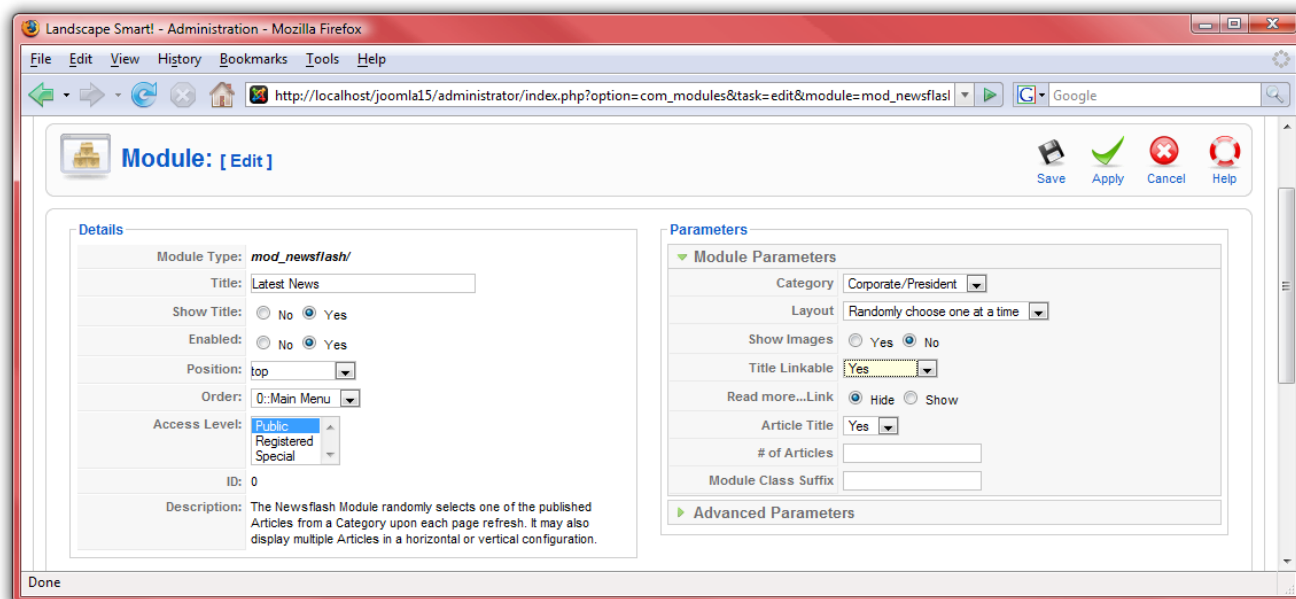 Landscape Smart! - Administration - Mozilla Firefox
File Edit View History Bookmarks Tools Help
http://localhost/joomla15/administrator/index.php?option=com_modules&task=edit&module=mod_newsflasl
G Google
Module: [ Edit ]
Save Apply Cancel Help
Details
Module Type: mod_newsflash/
Title: Latest News
Show Title: No Yes
Enabled: No Yes
Position: top
Order: 0::Main Menu
Access Level: Public
Registered
Special
ID: 0
Description: The Newsflash Module randomly selects one of the published
Articles from a Category upon each page refresh. It may also
display multiple Articles in a horizontal or vertical configuration.
Parameters
Module Parameters
Category Corporate/President
Layout Randomly choose one at a time
Show Images Yes No
Title Linkable Yes
Read more...Link Hide Show
Article Title Yes
# of Articles
Module Class Suffix
Advanced Parameters
Done